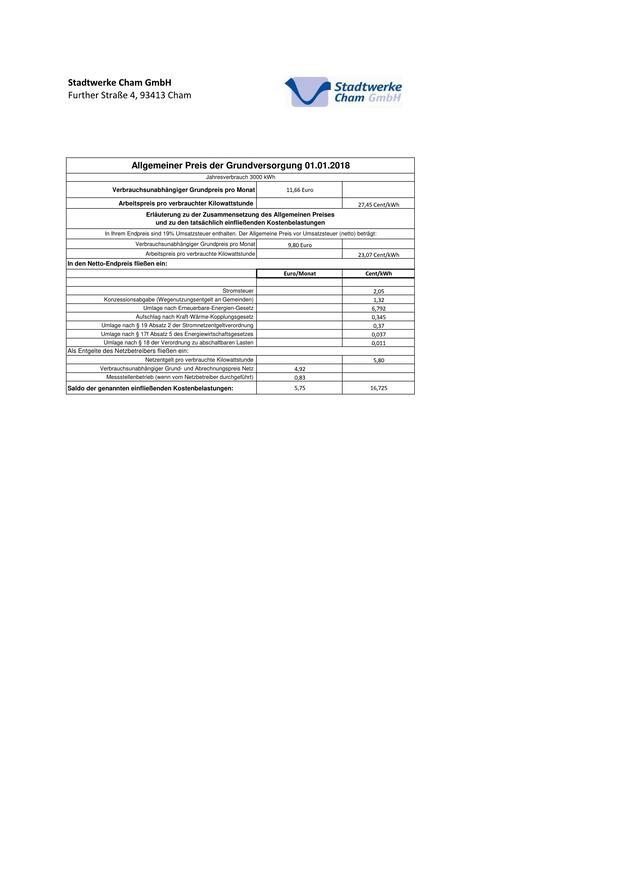 Stadtwerke Cham GmbH
Further Straße 4, 93413 Cham
Stadtwerke
Cham GmbH
Allgemeiner Preis der Grundversorgung 01.01.2018
Jahresverbrauch 3000 kWh
Verbrauchsunabhängiger Grundpreis pro Monat 11,66 Euro
Arbeitspreis pro verbrauchter Kilowattstunde 27,45 Cent/kWh
Erläuterung zu der Zusammensetzung des Allgemeinen Preises
und zu den tatsächlich einfließenden Kostenbelastungen
In Ihrem Endpreis sind 19% Umsatzsteuer enthalten. Der Allgemeine Preis vor Umsatzsteuer (netto) beträgt:
Verbrauchsunabhängiger Grundpreis pro Monat 9,80 Euro
Arbeitspreis pro verbrauchte Kilowattstunde 23,07 Cent/kWh
In den Netto-Endpreis fließen ein:
Euro/Monat Cent/kWh
Stromsteuer 2,05
Konzessionsabgabe (Wegenutzungsentgelt an Gemeinden) 1,32
Umlage nach Erneuerbare-Energien-Gesetz 6,792
Aufschlag nach Kraft-Wärme-Kopplungsgesetz 0,345
Umlage nach § 19 Absatz 2 der Stromnetzentgeltverordnung 0,37
Umlage nach § 17f Absatz 5 des Energiewirtschaftsgesetzes 0,037
Umlage nach § 18 der Verordnung zu abschaltbaren Lasten 0,011
Als Entgelte des Netzbetreibers fließen ein:
Netzentgelt pro verbrauchte Kilowattstunde 5,80
Verbrauchsunabhängiger Grund- und Abrechnungspreis Netz 4,92
Messstellenbetrieb (wenn vom Netzbetreiber durchgeführt) 0,83
Saldo der genannten einfließenden Kostenbelastungen: 5,75 16,725